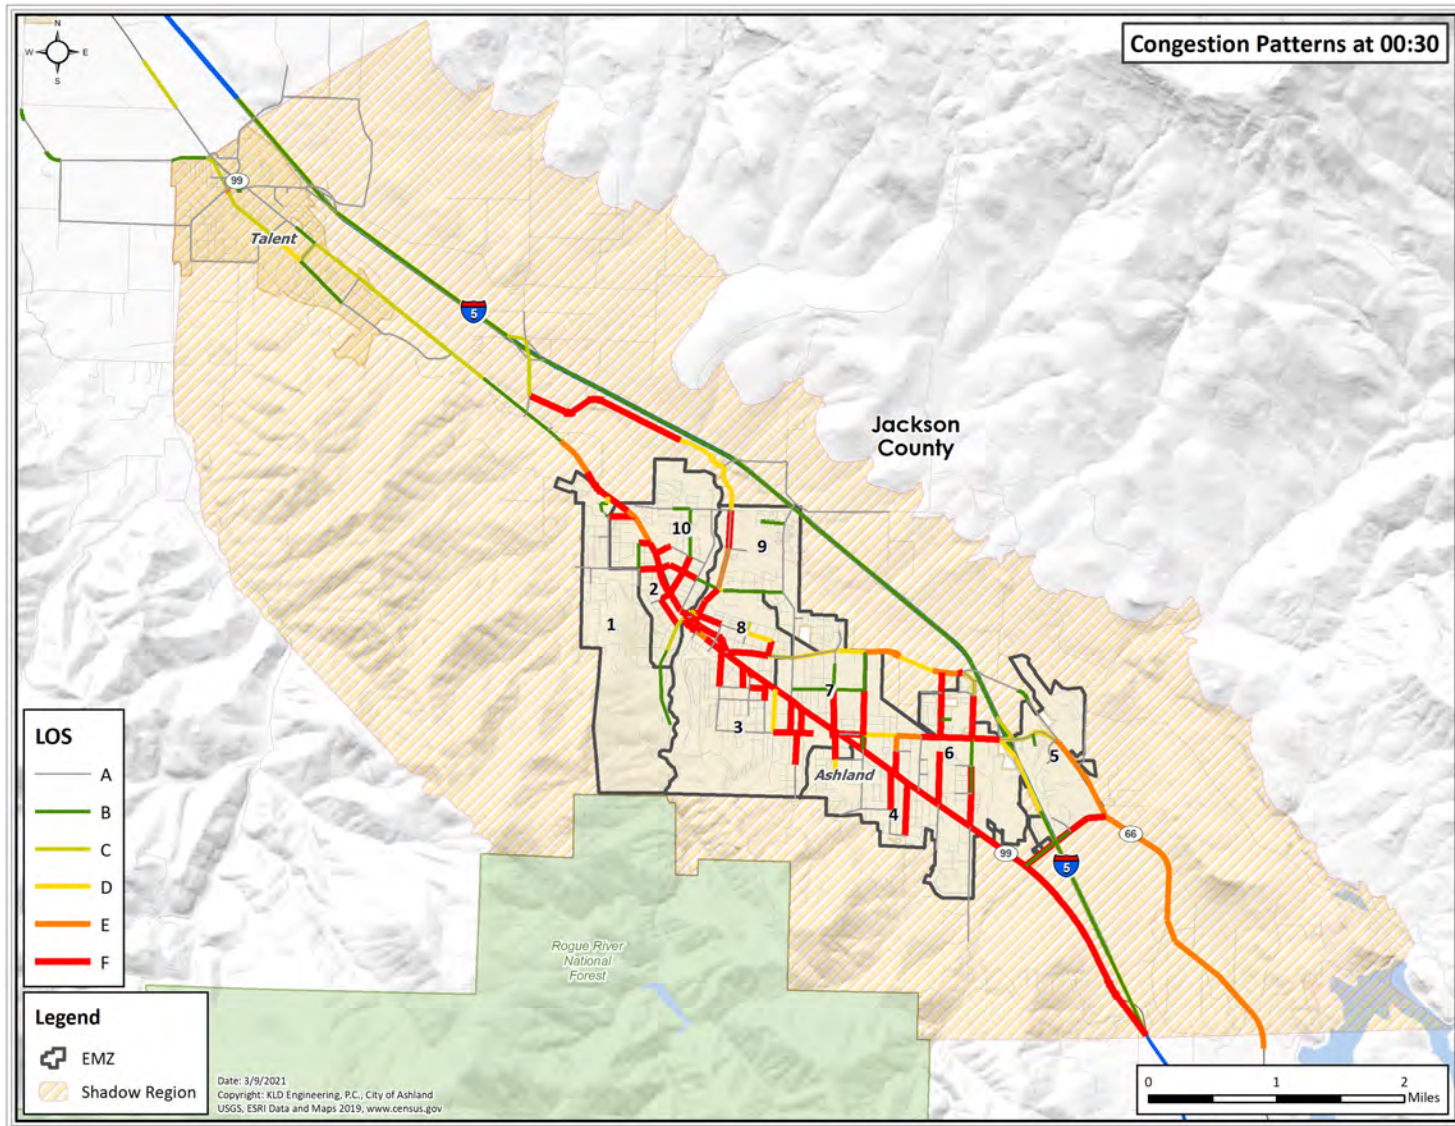 Congestion Patterns at 00:30
N
W
E
S
99
Talent
5
Jackson
County
10
9
2
1
8
7
3
6
5
Ashland
4
99
66
5
Rogue River
National
Forest
LOS
A
B
C
D
E
F
Legend
EMZ
Shadow Region
Date: 3/9/2021
Copyright: KLD Engineering, P.C., City of Ashland
USGS, ESRI Data and Maps 2019, www.census.gov
0 1 2
Miles